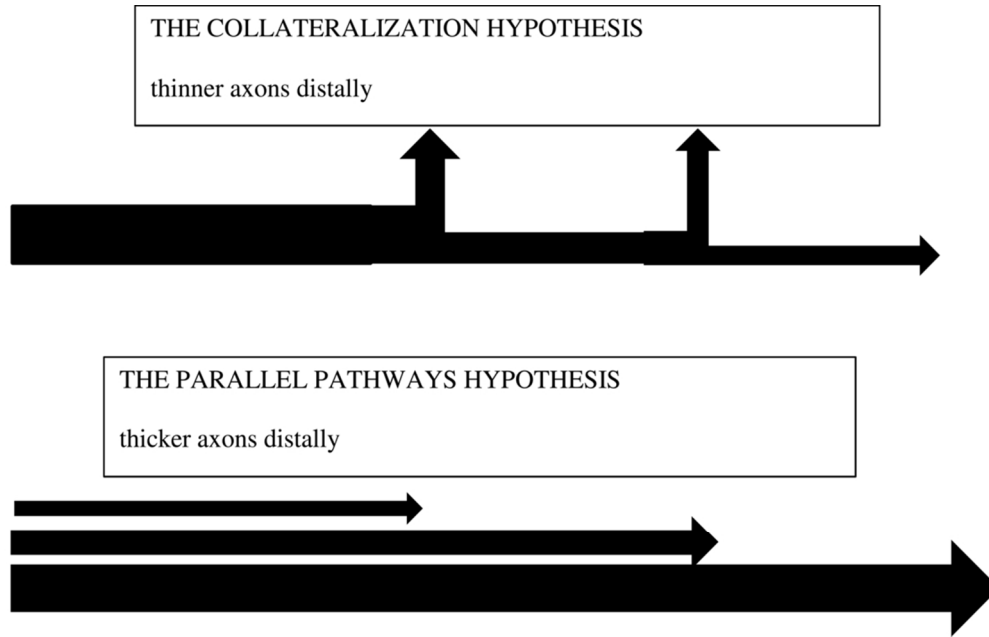 THE COLLATERALIZATION HYPOTHESIS
thinner axons distally
THE PARALLEL PATHWAYS HYPOTHESIS
thicker axons distally